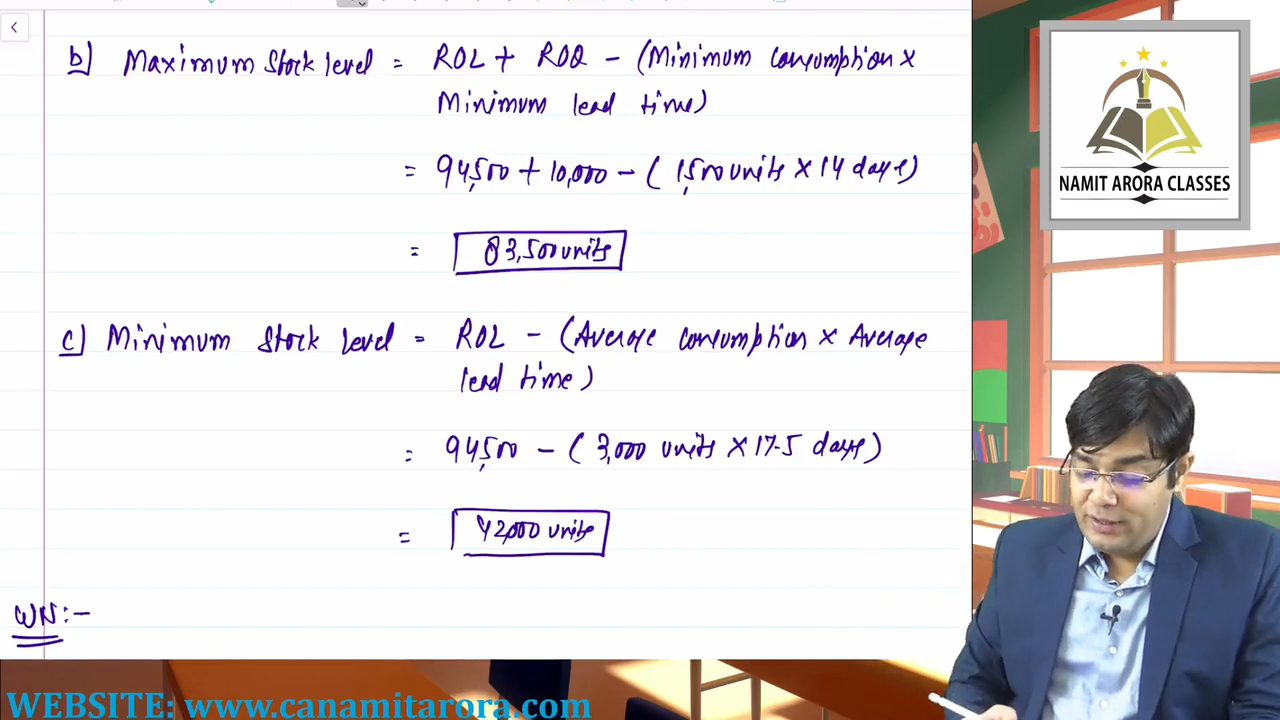 b) Maximum Stock level = ROL + ROQ - (Minimum consumption ×
Minimum lead time)
= 94,500 + 10,000 - (1,500 units × 14 days)
= 83,500 units
c) Minimum Stock level = ROL - (Average consumption × Average
lead time)
= 94,500 - (3,000 units × 17.5 days)
= 42,000 units
WN:-
NAMIT ARORA CLASSES
WEBSITE: www.canamitarora.com